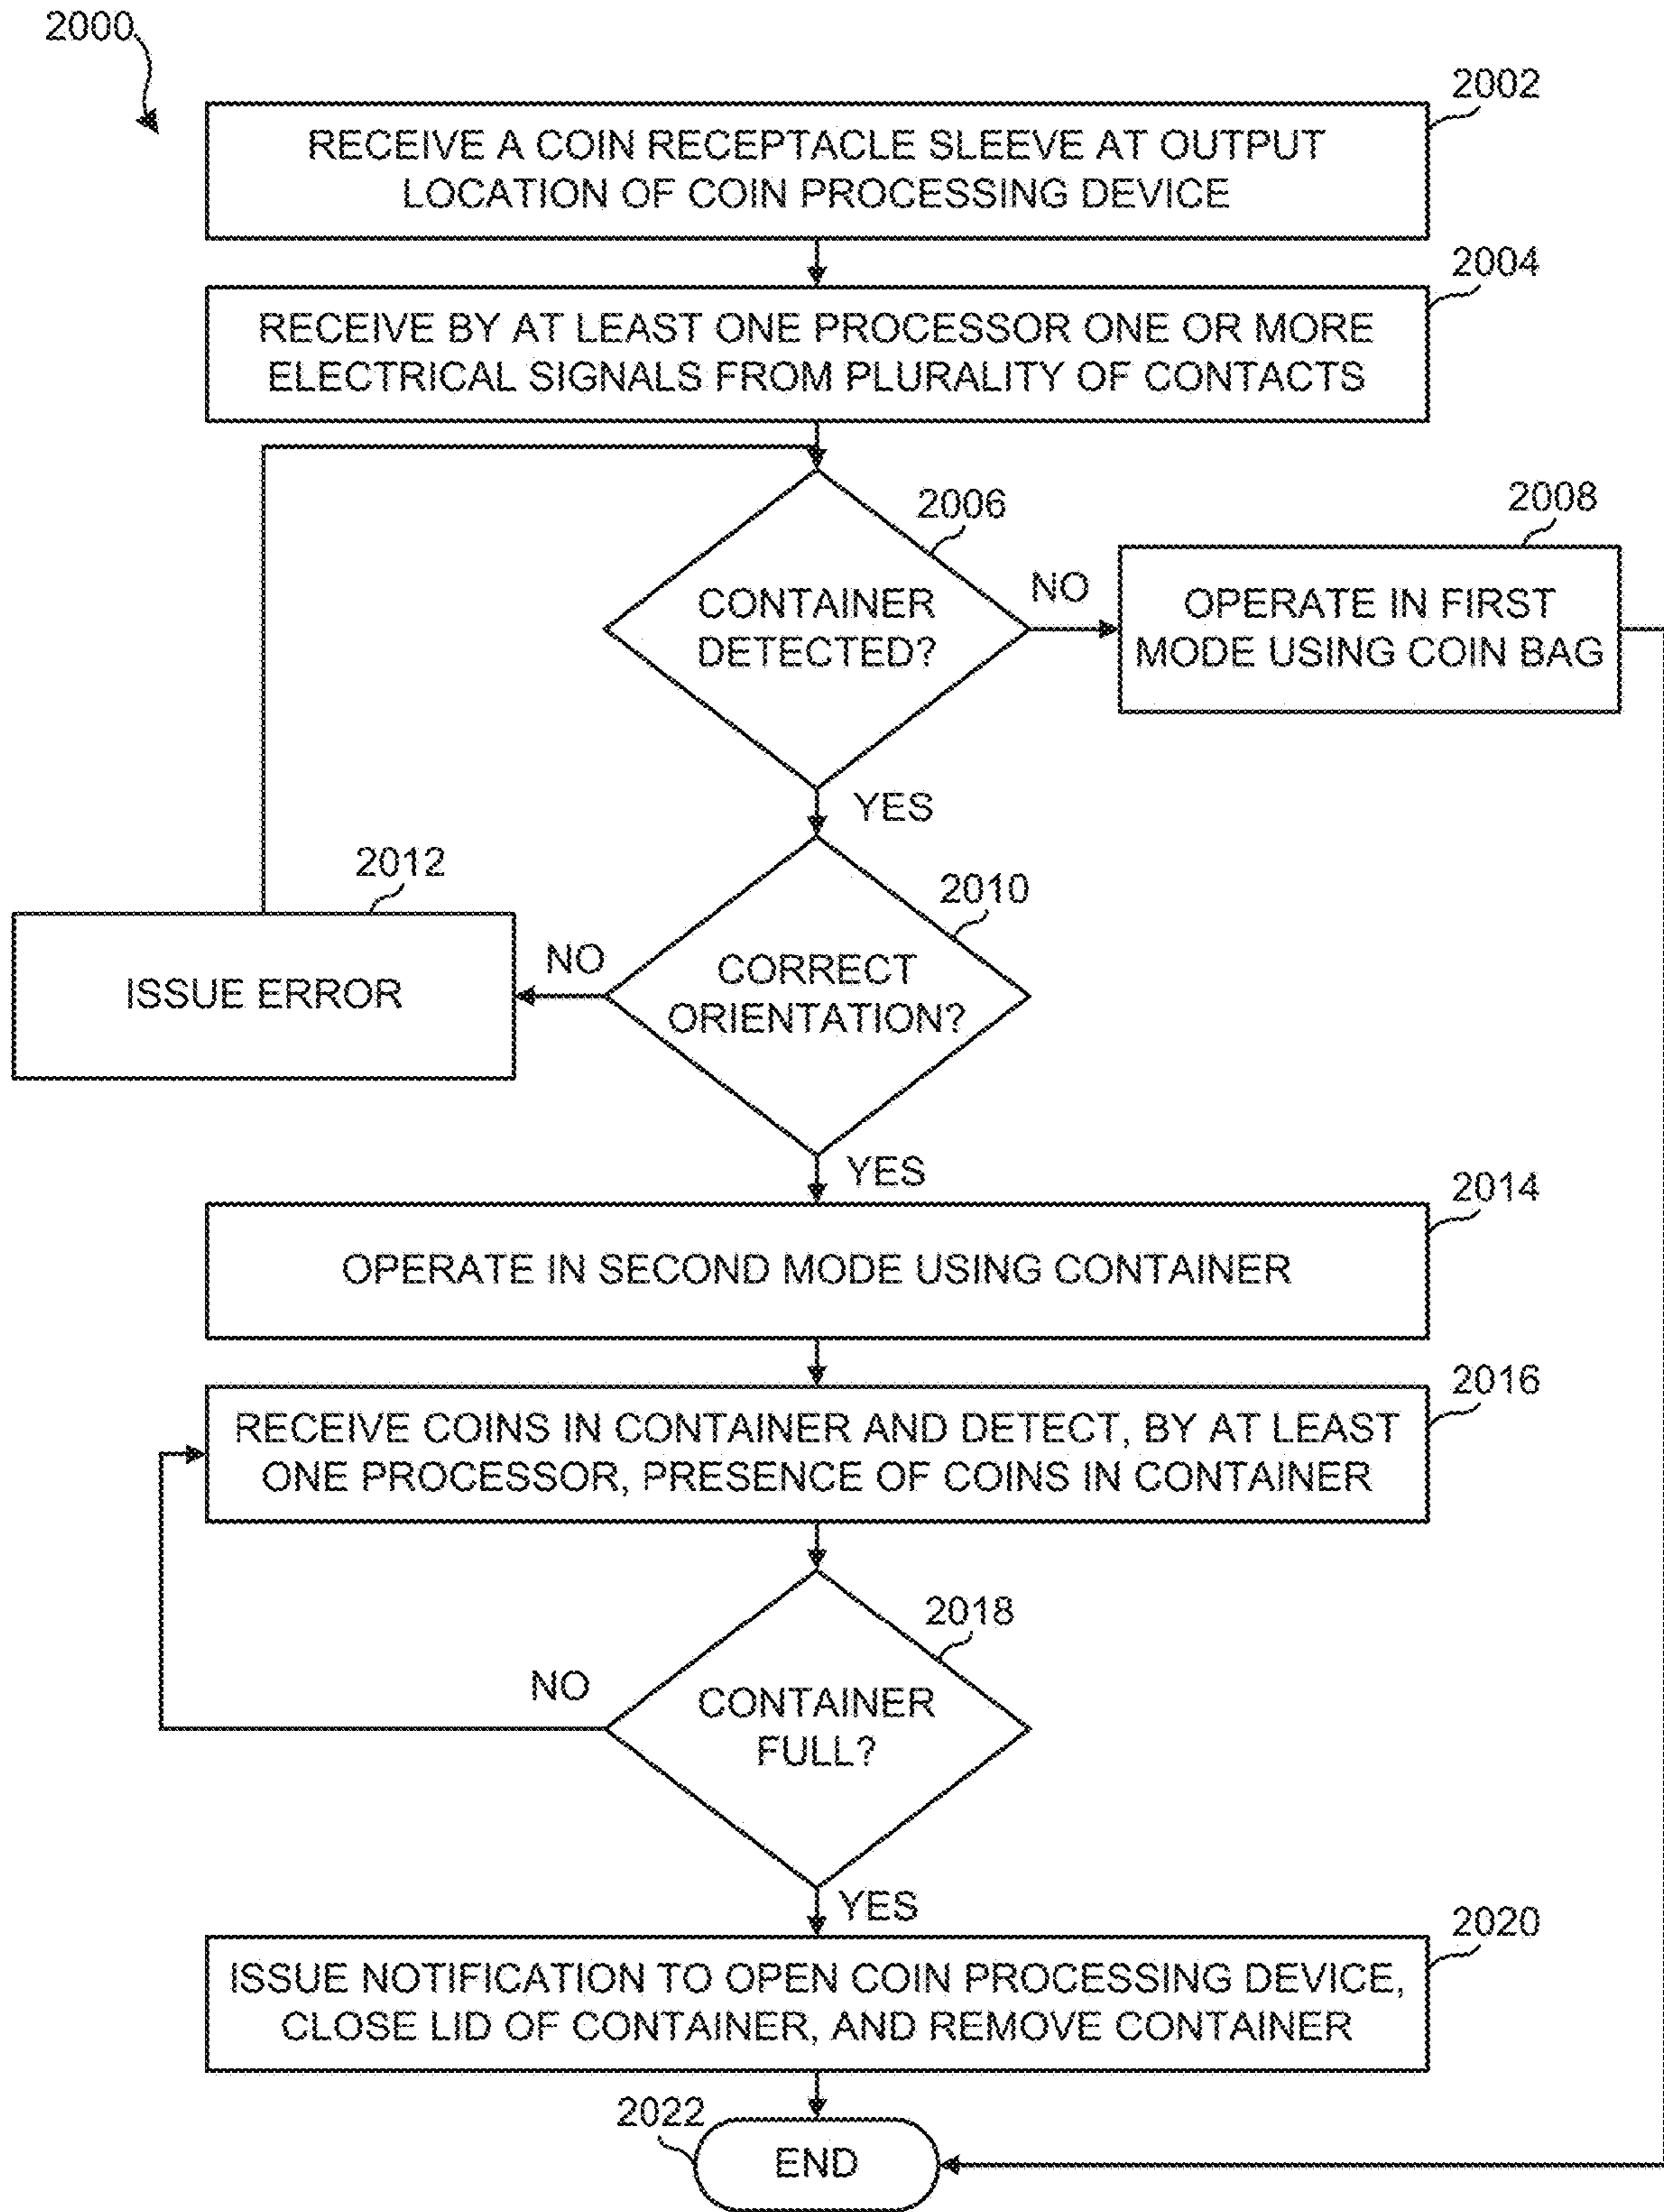 2000
2002
RECEIVE A COIN RECEPTACLE SLEEVE AT OUTPUT
LOCATION OF COIN PROCESSING DEVICE
2004
RECEIVE BY AT LEAST ONE PROCESSOR ONE OR MORE
ELECTRICAL SIGNALS FROM PLURALITY OF CONTACTS
2006
CONTAINER
DETECTED?
NO
2008
OPERATE IN FIRST
MODE USING COIN BAG
YES
2010
CORRECT
ORIENTATION?
NO
2012
ISSUE ERROR
YES
2014
OPERATE IN SECOND MODE USING CONTAINER
2016
RECEIVE COINS IN CONTAINER AND DETECT, BY AT LEAST
ONE PROCESSOR, PRESENCE OF COINS IN CONTAINER
2018
CONTAINER
FULL?
NO
YES
2020
ISSUE NOTIFICATION TO OPEN COIN PROCESSING DEVICE,
CLOSE LID OF CONTAINER, AND REMOVE CONTAINER
2022
END